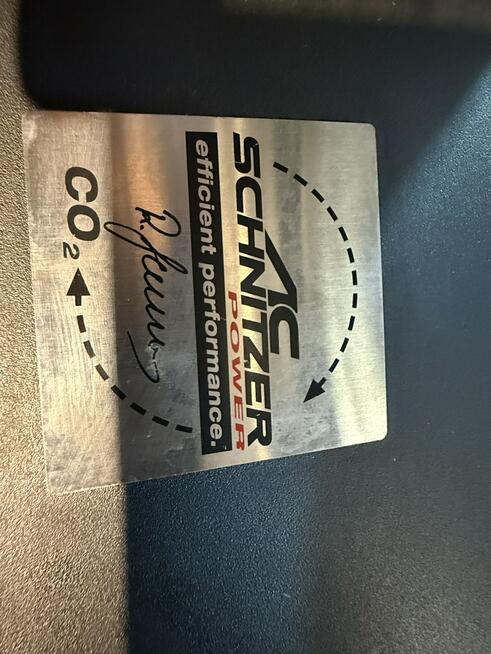 AC
SCHNITZER
POWER
efficient performance.
CO₂